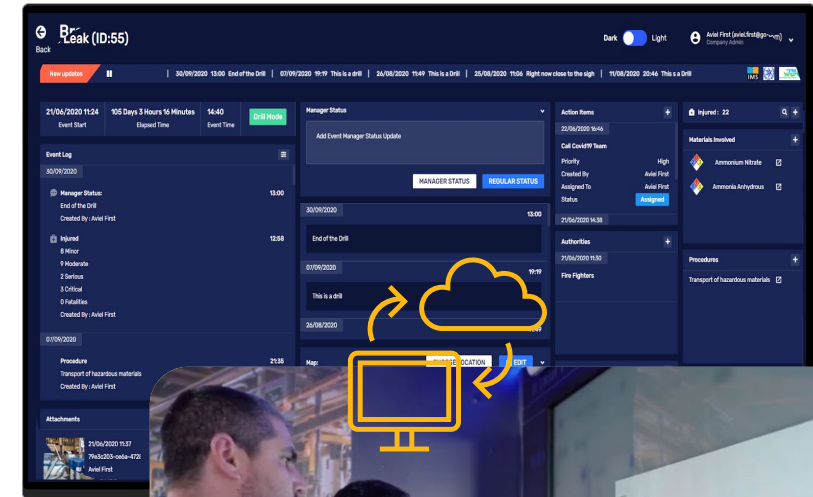 Back
Leak (ID:55)
Dark
Light
Aviel First
Company Admin
New updates
30/09/2020 13:00 End of the Drill | 07/09/2020 19:19 This is a drill | 26/08/2020 11:49 This is a Drill | 25/08/2020 11:06 Right now close to the sigh | 11/08/2020 20:46 This is a Drill
IMS
21/06/2020 11:24
Event Start
105 Days 3 Hours 16 Minutes
Elapsed Time
14:40
Event Time
Drill Mode
Event Log
30/09/2020
Manager Status: 13:00
End of the Drill
Created By : Aviel First
Injured 12:58
8 Minor
9 Moderate
2 Serious
3 Critical
0 Fatalities
Created By : Aviel First
07/09/2020
Procedure 21:35
Transport of hazardous materials
Created By : Aviel First
Attachments
21/06/2020 11:37
Aviel First
Manager Status
Add Event Manager Status Update
MANAGER STATUS
REGULAR STATUS
30/09/2020
13:00
End of the Drill
07/09/2020
19:19
This is a drill
26/08/2020
Map:
EDIT
Action Items +
22/06/2020 16:46
Call Covid19 Team
Priority High
Created By Aviel First
Assigned To Aviel First
Status Assigned
21/06/2020 14:38
Authorities +
21/06/2020 11:30
Fire Fighters
Injured : 22 +
Materials Involved +
Ammonium Nitrate
Ammonia Anhydrous
Procedures +
Transport of hazardous materials